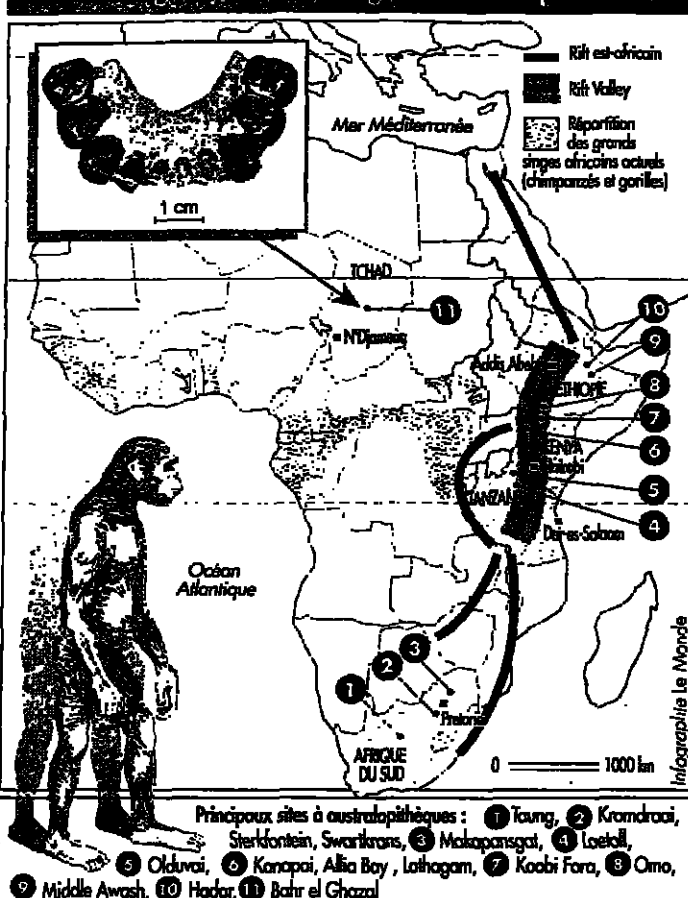 Rift est-africain
Rift Valley
Répartition
des grands
singes africains actuels
(chimpanzés et gorilles)
Mer Méditerranée
1 cm
TCHAD
11
N'Djamena
10
9
ETHIOPIE
8
7
6
KENYA
Nairobi
5
TANZANIE
4
Dar-es-Salaam
Océan
Atlantique
3
2
1
Pretoria
AFRIQUE
DU SUD
0 1000 km
Infographie Le Monde
Principaux sites à australopithèques : 1 Taung, 2 Kromdraai,
Sterkfontein, Swartkrans, 3 Makapansgat, 4 Laetoli,
5 Olduvai, 6 Kanapoi, Allia Bay, Lothagam, 7 Koobi Fora, 8 Omo,
9 Middle Awash, 10 Hadar, 11 Bahr el Ghazal